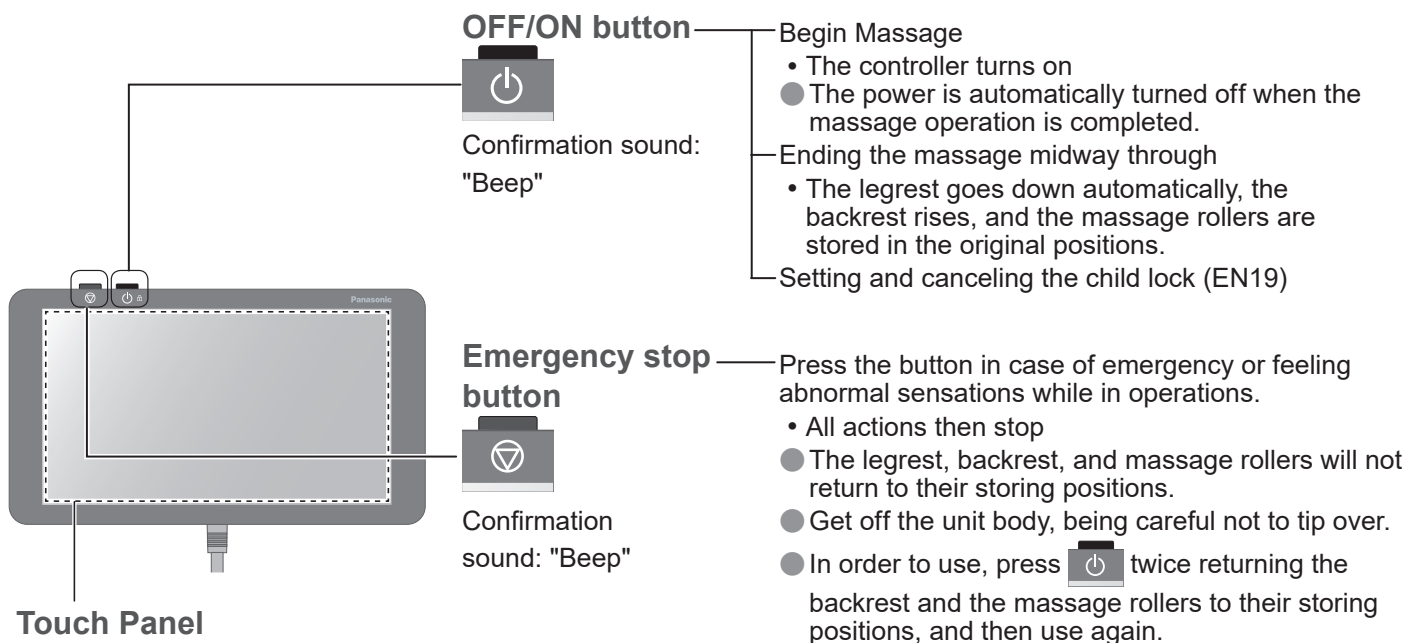 OFF/ON button
Confirmation sound:
"Beep"
Begin Massage
• The controller turns on
● The power is automatically turned off when the
massage operation is completed.
Ending the massage midway through
• The legrest goes down automatically, the
backrest rises, and the massage rollers are
stored in the original positions.
Setting and canceling the child lock (EN19)
Panasonic
Emergency stop
button
Confirmation
sound: "Beep"
Press the button in case of emergency or feeling
abnormal sensations while in operations.
• All actions then stop
● The legrest, backrest, and massage rollers will not
return to their storing positions.
● Get off the unit body, being careful not to tip over.
● In order to use, press twice returning the
backrest and the massage rollers to their storing
positions, and then use again.
Touch Panel